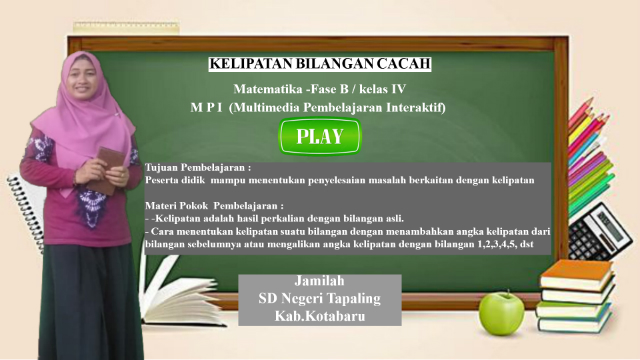 KELIPATAN BILANGAN CACAH
Matematika -Fase B / kelas IV
M P I (Multimedia Pembelajaran Interaktif)
PLAY
Tujuan Pembelajaran :
Peserta didik mampu menentukan penyelesaian masalah berkaitan dengan kelipatan
Materi Pokok Pembelajaran :
- -Kelipatan adalah hasil perkalian dengan bilangan asli.
- Cara menentukan kelipatan suatu bilangan dengan menambahkan angka kelipatan dari
bilangan sebelumnya atau mengalikan angka kelipatan dengan bilangan 1,2,3,4,5, dst
Jamilah
SD Negeri Tapaling
Kab.Kotabaru